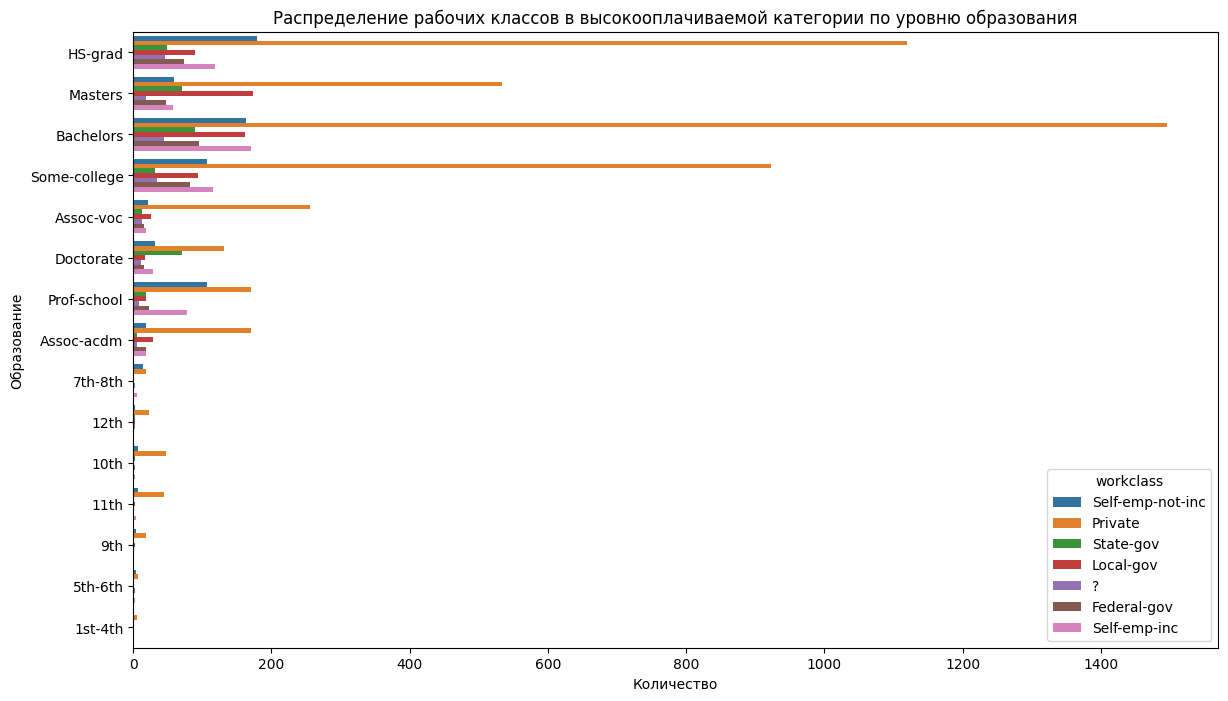 Распределение рабочих классов в высокооплачиваемой категории по уровню образования
Образование
HS-grad
Masters
Bachelors
Some-college
Assoc-voc
Doctorate
Prof-school
Assoc-acdm
7th-8th
12th
10th
11th
9th
5th-6th
1st-4th
0 200 400 600 800 1000 1200 1400
Количество
workclass
Self-emp-not-inc
Private
State-gov
Local-gov
?
Federal-gov
Self-emp-inc